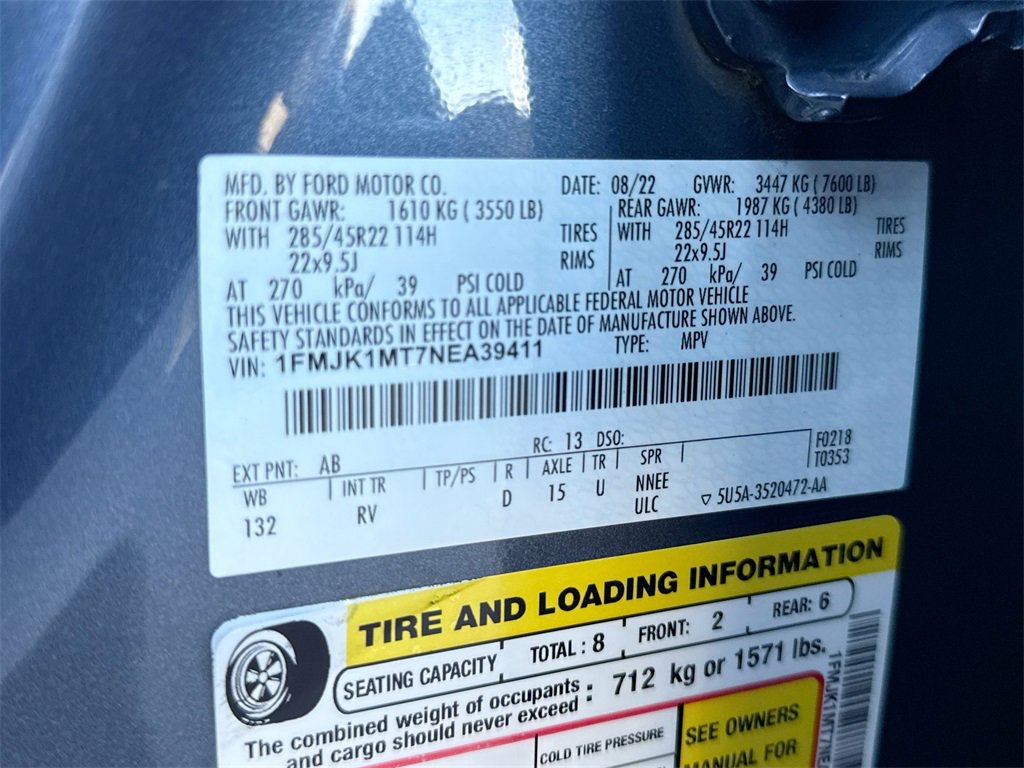 MFD. BY FORD MOTOR CO. DATE: 08/22 GVWR: 3447 KG ( 7600 LB)
FRONT GAWR: 1610 KG ( 3550 LB) REAR GAWR: 1987 KG ( 4380 LB)
WITH 285/45R22 114H TIRES WITH 285/45R22 114H TIRES
22x9.5J RIMS 22x9.5J RIMS
AT 270 kPa/ 39 PSI COLD AT 270 kPa/ 39 PSI COLD
THIS VEHICLE CONFORMS TO ALL APPLICABLE FEDERAL MOTOR VEHICLE
SAFETY STANDARDS IN EFFECT ON THE DATE OF MANUFACTURE SHOWN ABOVE.
VIN: 1FMJK1MT7NEA39411 TYPE: MPV
EXT PNT: AB RC: 13 DSO: F0218
T0353
WB INT TR TP/PS R AXLE TR SPR
132 RV D 15 U NNEE
ULC ▽ 5U5A-3520472-AA
TIRE AND LOADING INFORMATION
SEATING CAPACITY TOTAL : 8 FRONT: 2 REAR: 6
The combined weight of occupants
and cargo should never exceed : 712 kg or 1571 lbs.
COLD TIRE PRESSURE
SEE OWNERS
MANUAL FOR